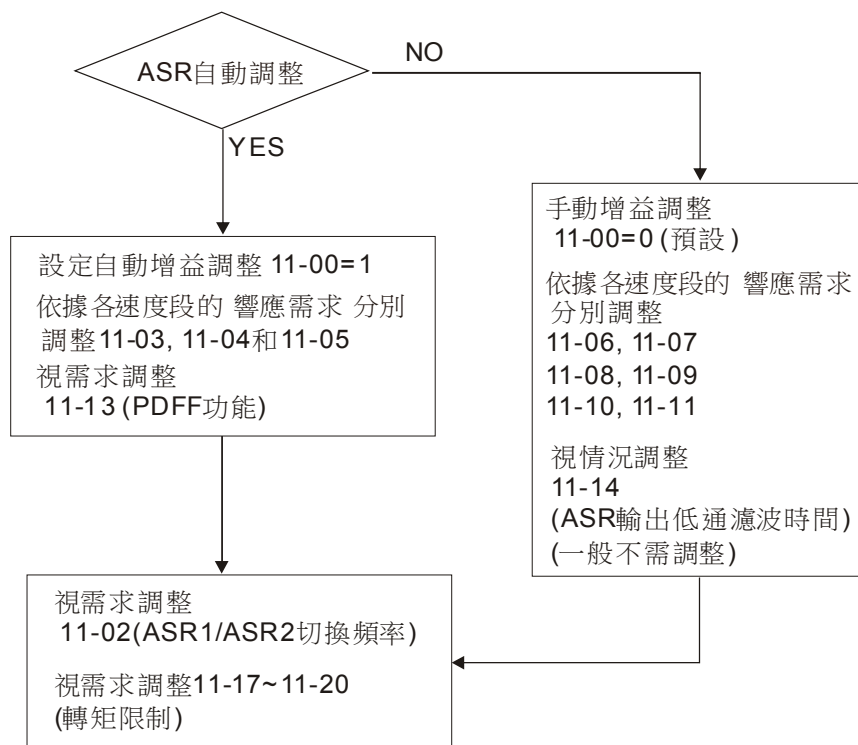 ASR自動調整
NO
YES
設定自動增益調整 11-00=1
依據各速度段的 響應需求 分別
調整11-03, 11-04和11-05
視需求調整
11-13 (PDFF功能)
手動增益調整
11-00=0 (預設)
依據各速度段的 響應需求
分別調整
11-06, 11-07
11-08, 11-09
11-10, 11-11
視情況調整
11-14
(ASR輸出低通濾波時間)
(一般不需調整)
視需求調整
11-02(ASR1/ASR2切換頻率)
視需求調整11-17~11-20
(轉矩限制)